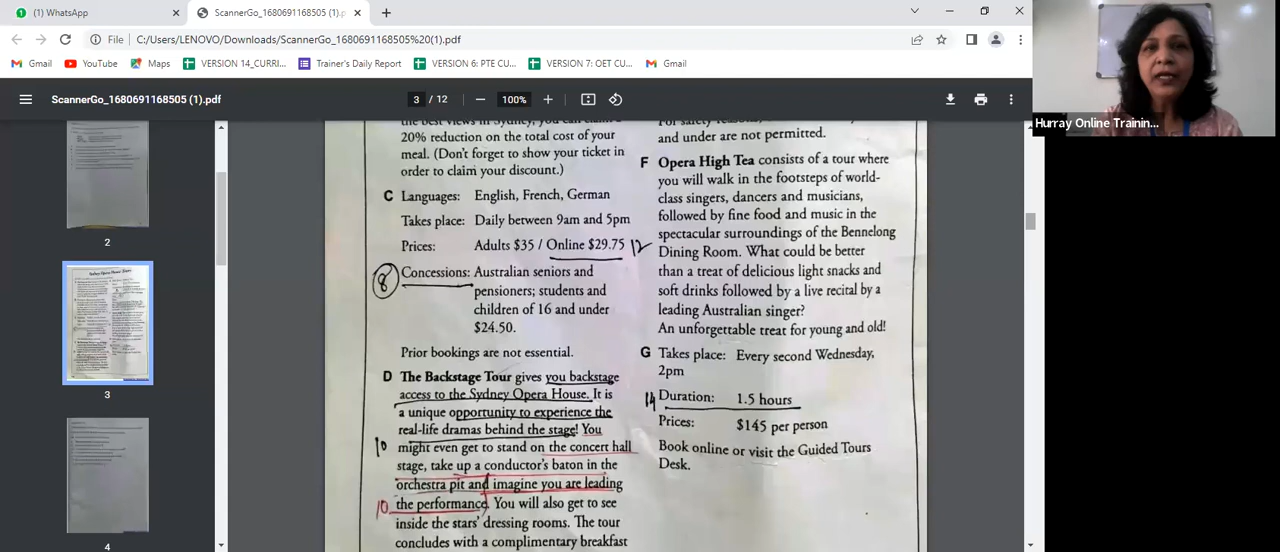 (1) WhatsApp
ScannerGo_1680691168505 (1).p
File
C:/Users/LENOVO/Downloads/ScannerGo_1680691168505%20(1).pdf
Gmail
YouTube
Maps
VERSION 14_CURRI...
Trainer's Daily Report
VERSION 6: PTE CU...
VERSION 7: OET CU...
Gmail
ScannerGo_1680691168505 (1).pdf
3 / 12
100%
Hurray Online Trainin...
2
3
4
the best views in Sydney, you can claim a
20% reduction on the total cost of your
meal. (Don't forget to show your ticket in
order to claim your discount.)
C Languages: English, French, German
Takes place: Daily between 9am and 5pm
Prices: Adults $35 / Online $29.75
8 Concessions: Australian seniors and
pensioners; students and
children of 16 and under
$24.50.
Prior bookings are not essential.
D The Backstage Tour gives you backstage
access to the Sydney Opera House. It is
a unique opportunity to experience the
real-life dramas behind the stage! You
10 might even get to stand on the concert hall
stage, take up a conductor's baton in the
orchestra pit and imagine you are leading
10 the performance. You will also get to see
inside the stars' dressing rooms. The tour
concludes with a complimentary breakfast
For safety reasons,
and under are not permitted.
F Opera High Tea consists of a tour where
you will walk in the footsteps of world-
class singers, dancers and musicians,
followed by fine food and music in the
spectacular surroundings of the Bennelong
12 Dining Room. What could be better
than a treat of delicious light snacks and
soft drinks followed by a live recital by a
leading Australian singer?
An unforgettable treat for young and old!
G Takes place: Every second Wednesday,
2pm
14 Duration: 1.5 hours
Prices: $145 per person
Book online or visit the Guided Tours
Desk.